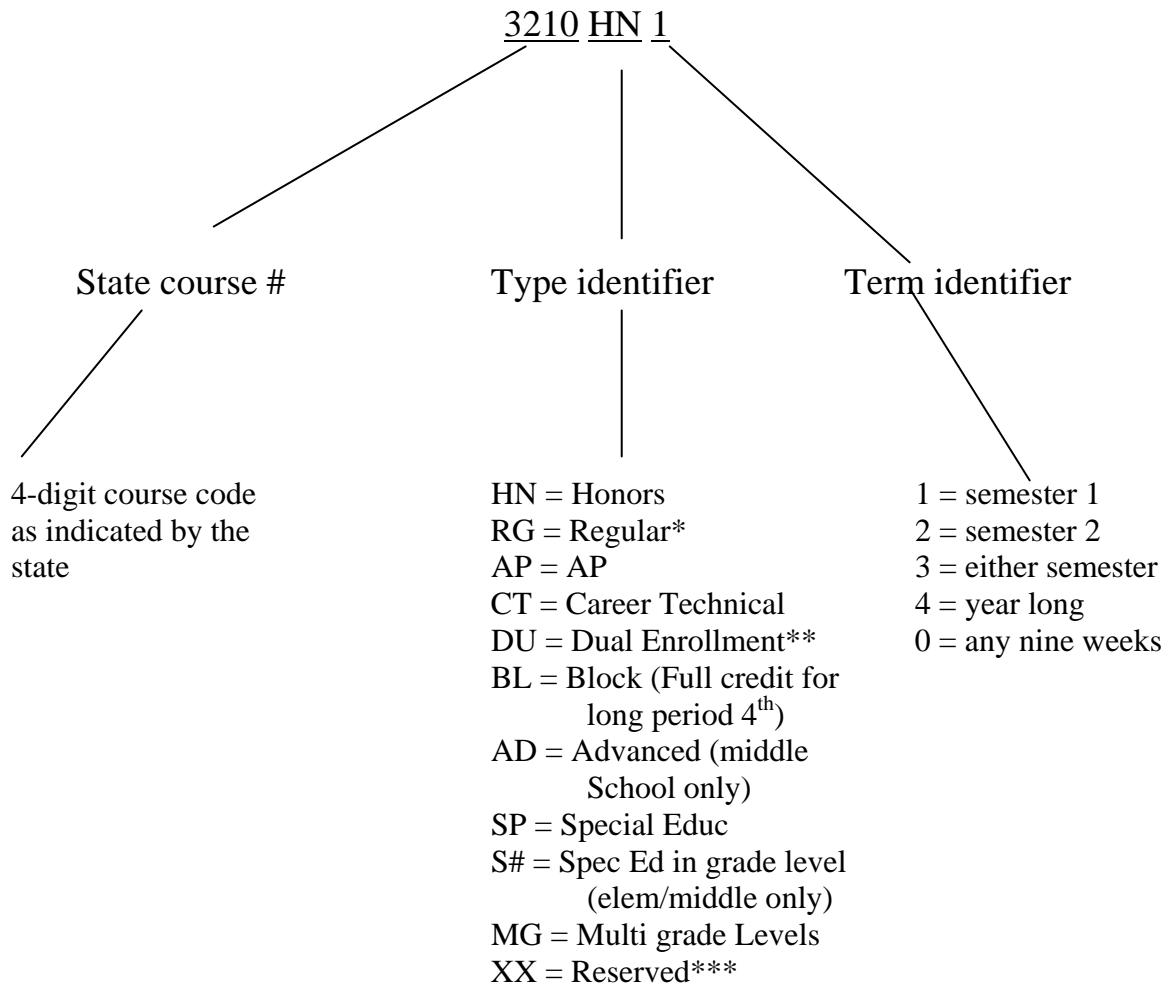 3210 HN 1
State course #
Type identifier
Term identifier
4-digit course code
as indicated by the
state
HN = Honors
RG = Regular*
AP = AP
CT = Career Technical
DU = Dual Enrollment**
BL = Block (Full credit for
long period 4th)
AD = Advanced (middle
School only)
SP = Special Educ
S# = Spec Ed in grade level
(elem/middle only)
MG = Multi grade Levels
XX = Reserved***
1 = semester 1
2 = semester 2
3 = either semester
4 = year long
0 = any nine weeks